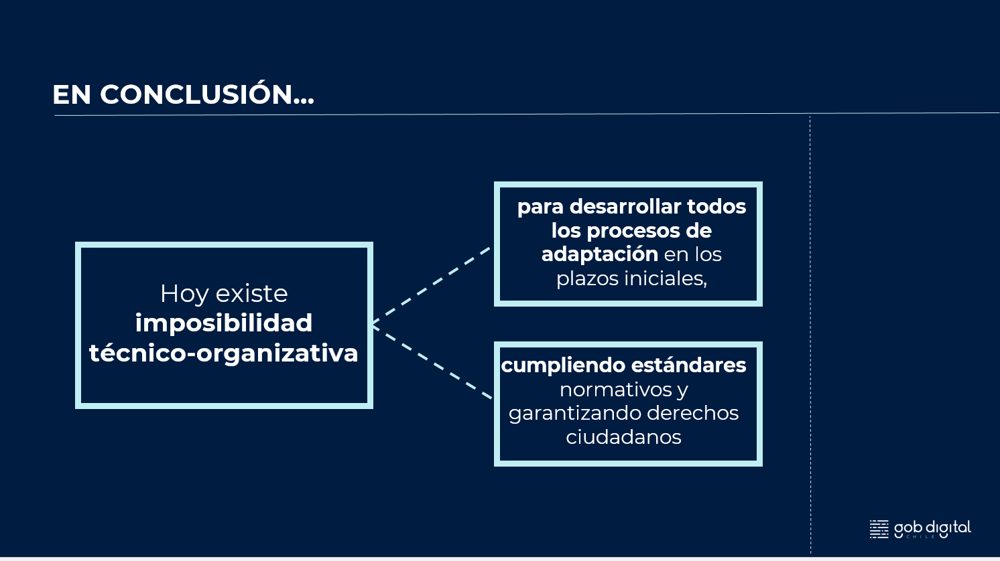 EN CONCLUSIÓN...
Hoy existe
imposibilidad
técnico-organizativa
para desarrollar todos
los procesos de
adaptación en los
plazos iniciales,
cumpliendo estándares
normativos y
garantizando derechos
ciudadanos
gob digital
CHILE